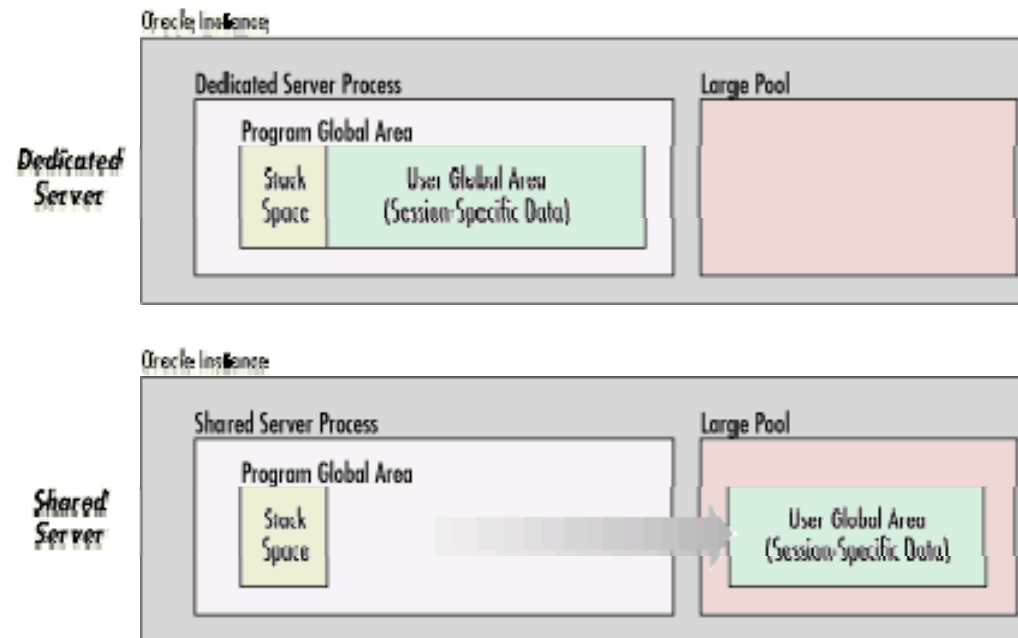 Oracle Instance
Dedicated Server Process
Large Pool
Program Global Area
Dedicated
Server
Stack
Space
User Global Area
(Session-Specific Data)
Oracle Instance
Shared Server Process
Large Pool
Program Global Area
Shared
Server
Stack
Space
User Global Area
(Session-Specific Data)